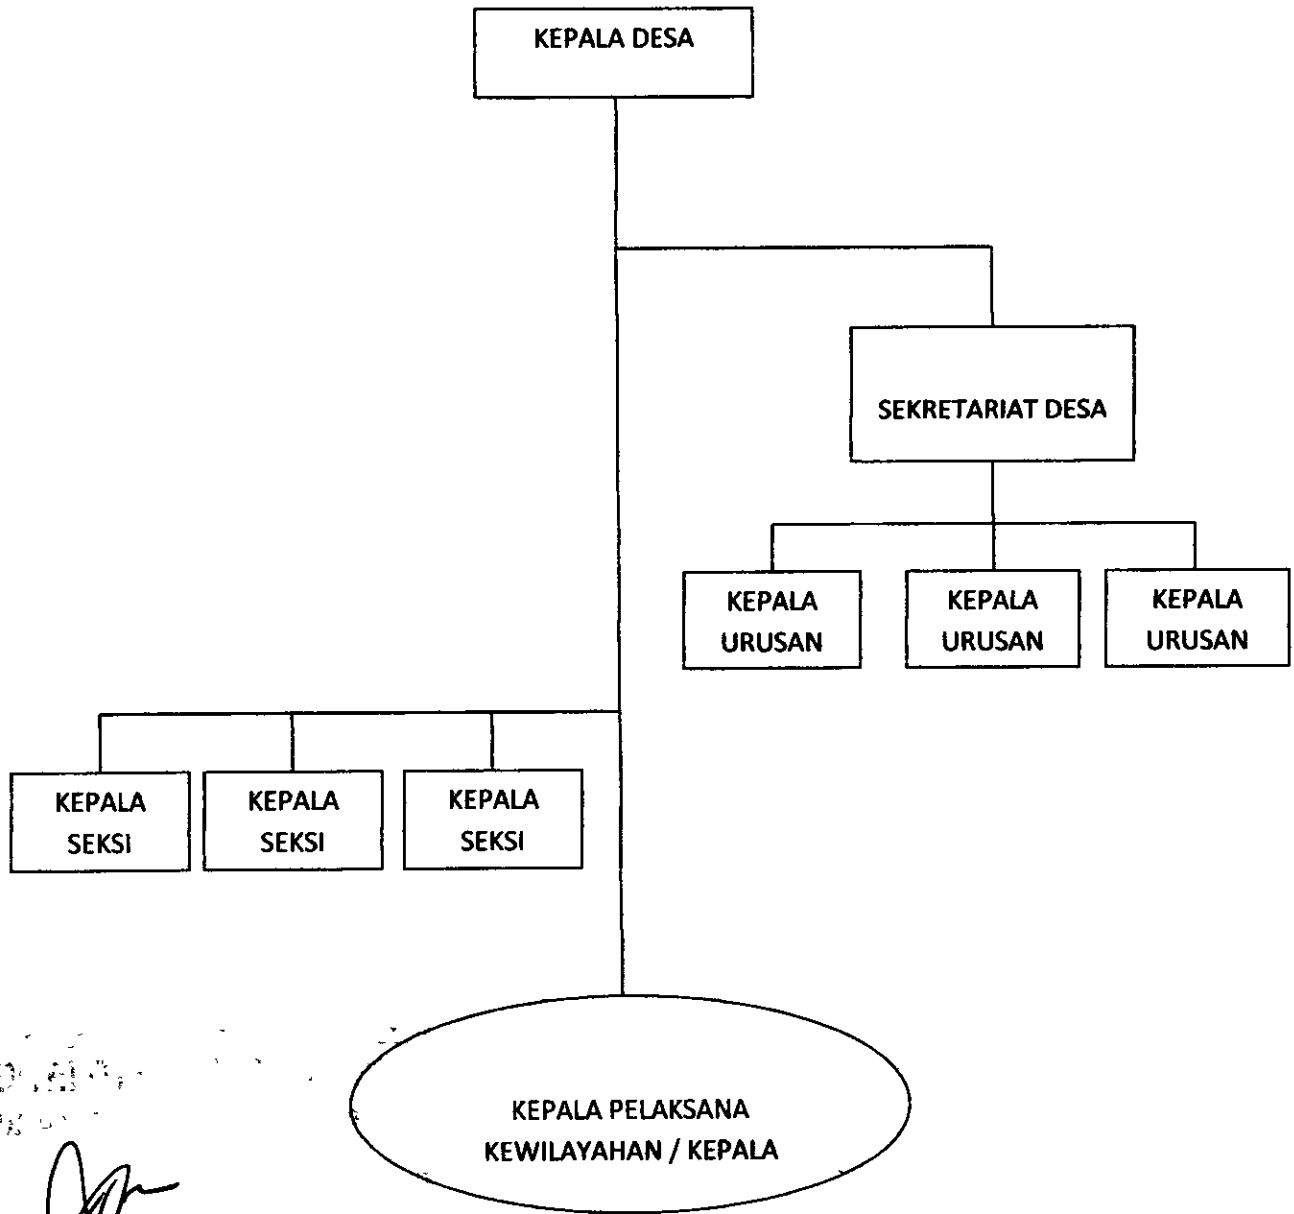 KEPALA DESA
SEKRETARIAT DESA
KEPALA
URUSAN
KEPALA
URUSAN
KEPALA
URUSAN
KEPALA
SEKSI
KEPALA
SEKSI
KEPALA
SEKSI
KEPALA PELAKSANA
KEWILAYAHAN / KEPALA